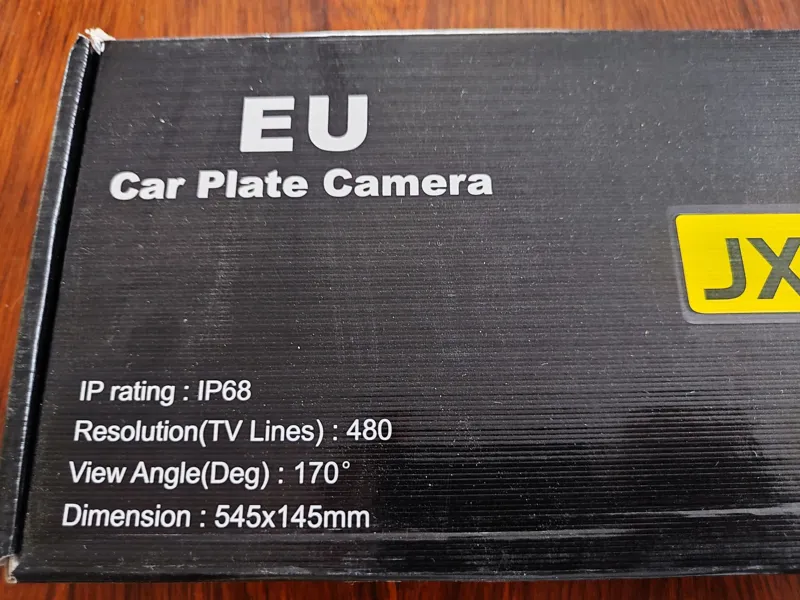 EU
Car Plate Camera
JX
IP rating : IP68
Resolution(TV Lines) : 480
View Angle(Deg) : 170°
Dimension : 545x145mm